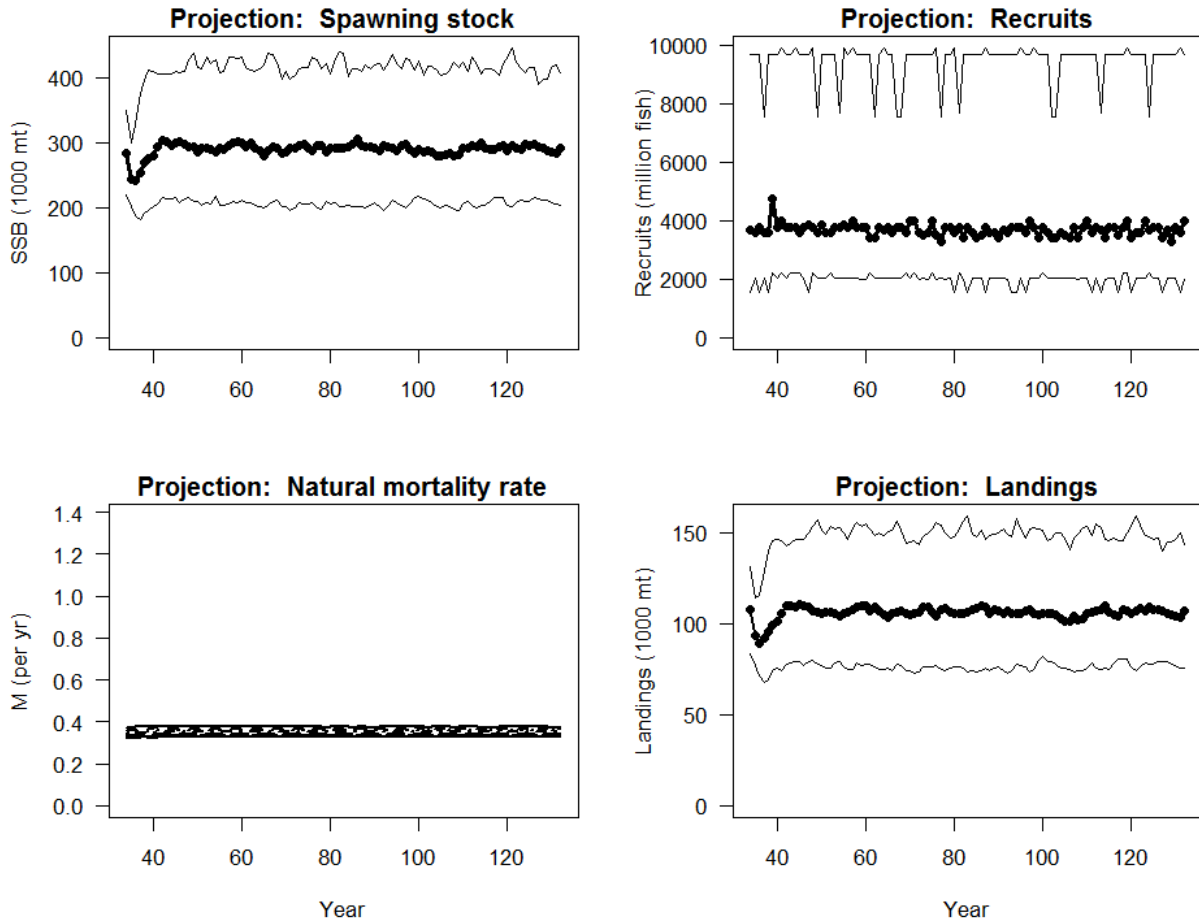 Projection:  Spawning stock
SSB (1000 mt)
400
300
200
100
0
40 60 80 100 120
Projection:  Recruits
Recruits (million fish)
10000
8000
6000
4000
2000
0
40 60 80 100 120
Projection:  Natural mortality rate
M (per yr)
1.4
1.2
1.0
0.8
0.6
0.4
0.2
0.0
40 60 80 100 120
Year
Projection:  Landings
Landings (1000 mt)
150
100
50
0
40 60 80 100 120
Year